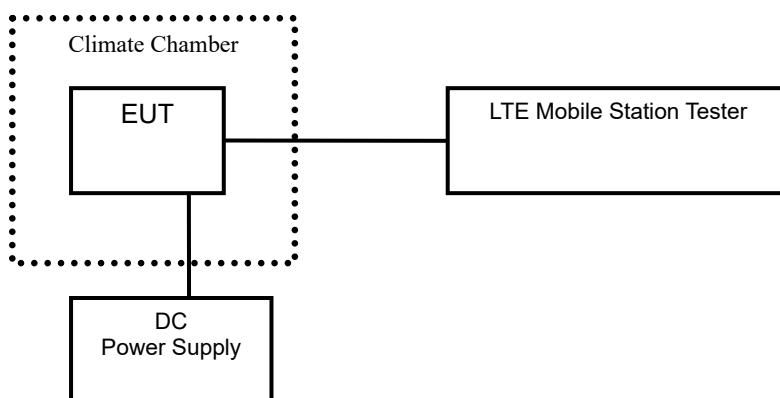 Climate Chamber
EUT
LTE Mobile Station Tester
DC
Power Supply